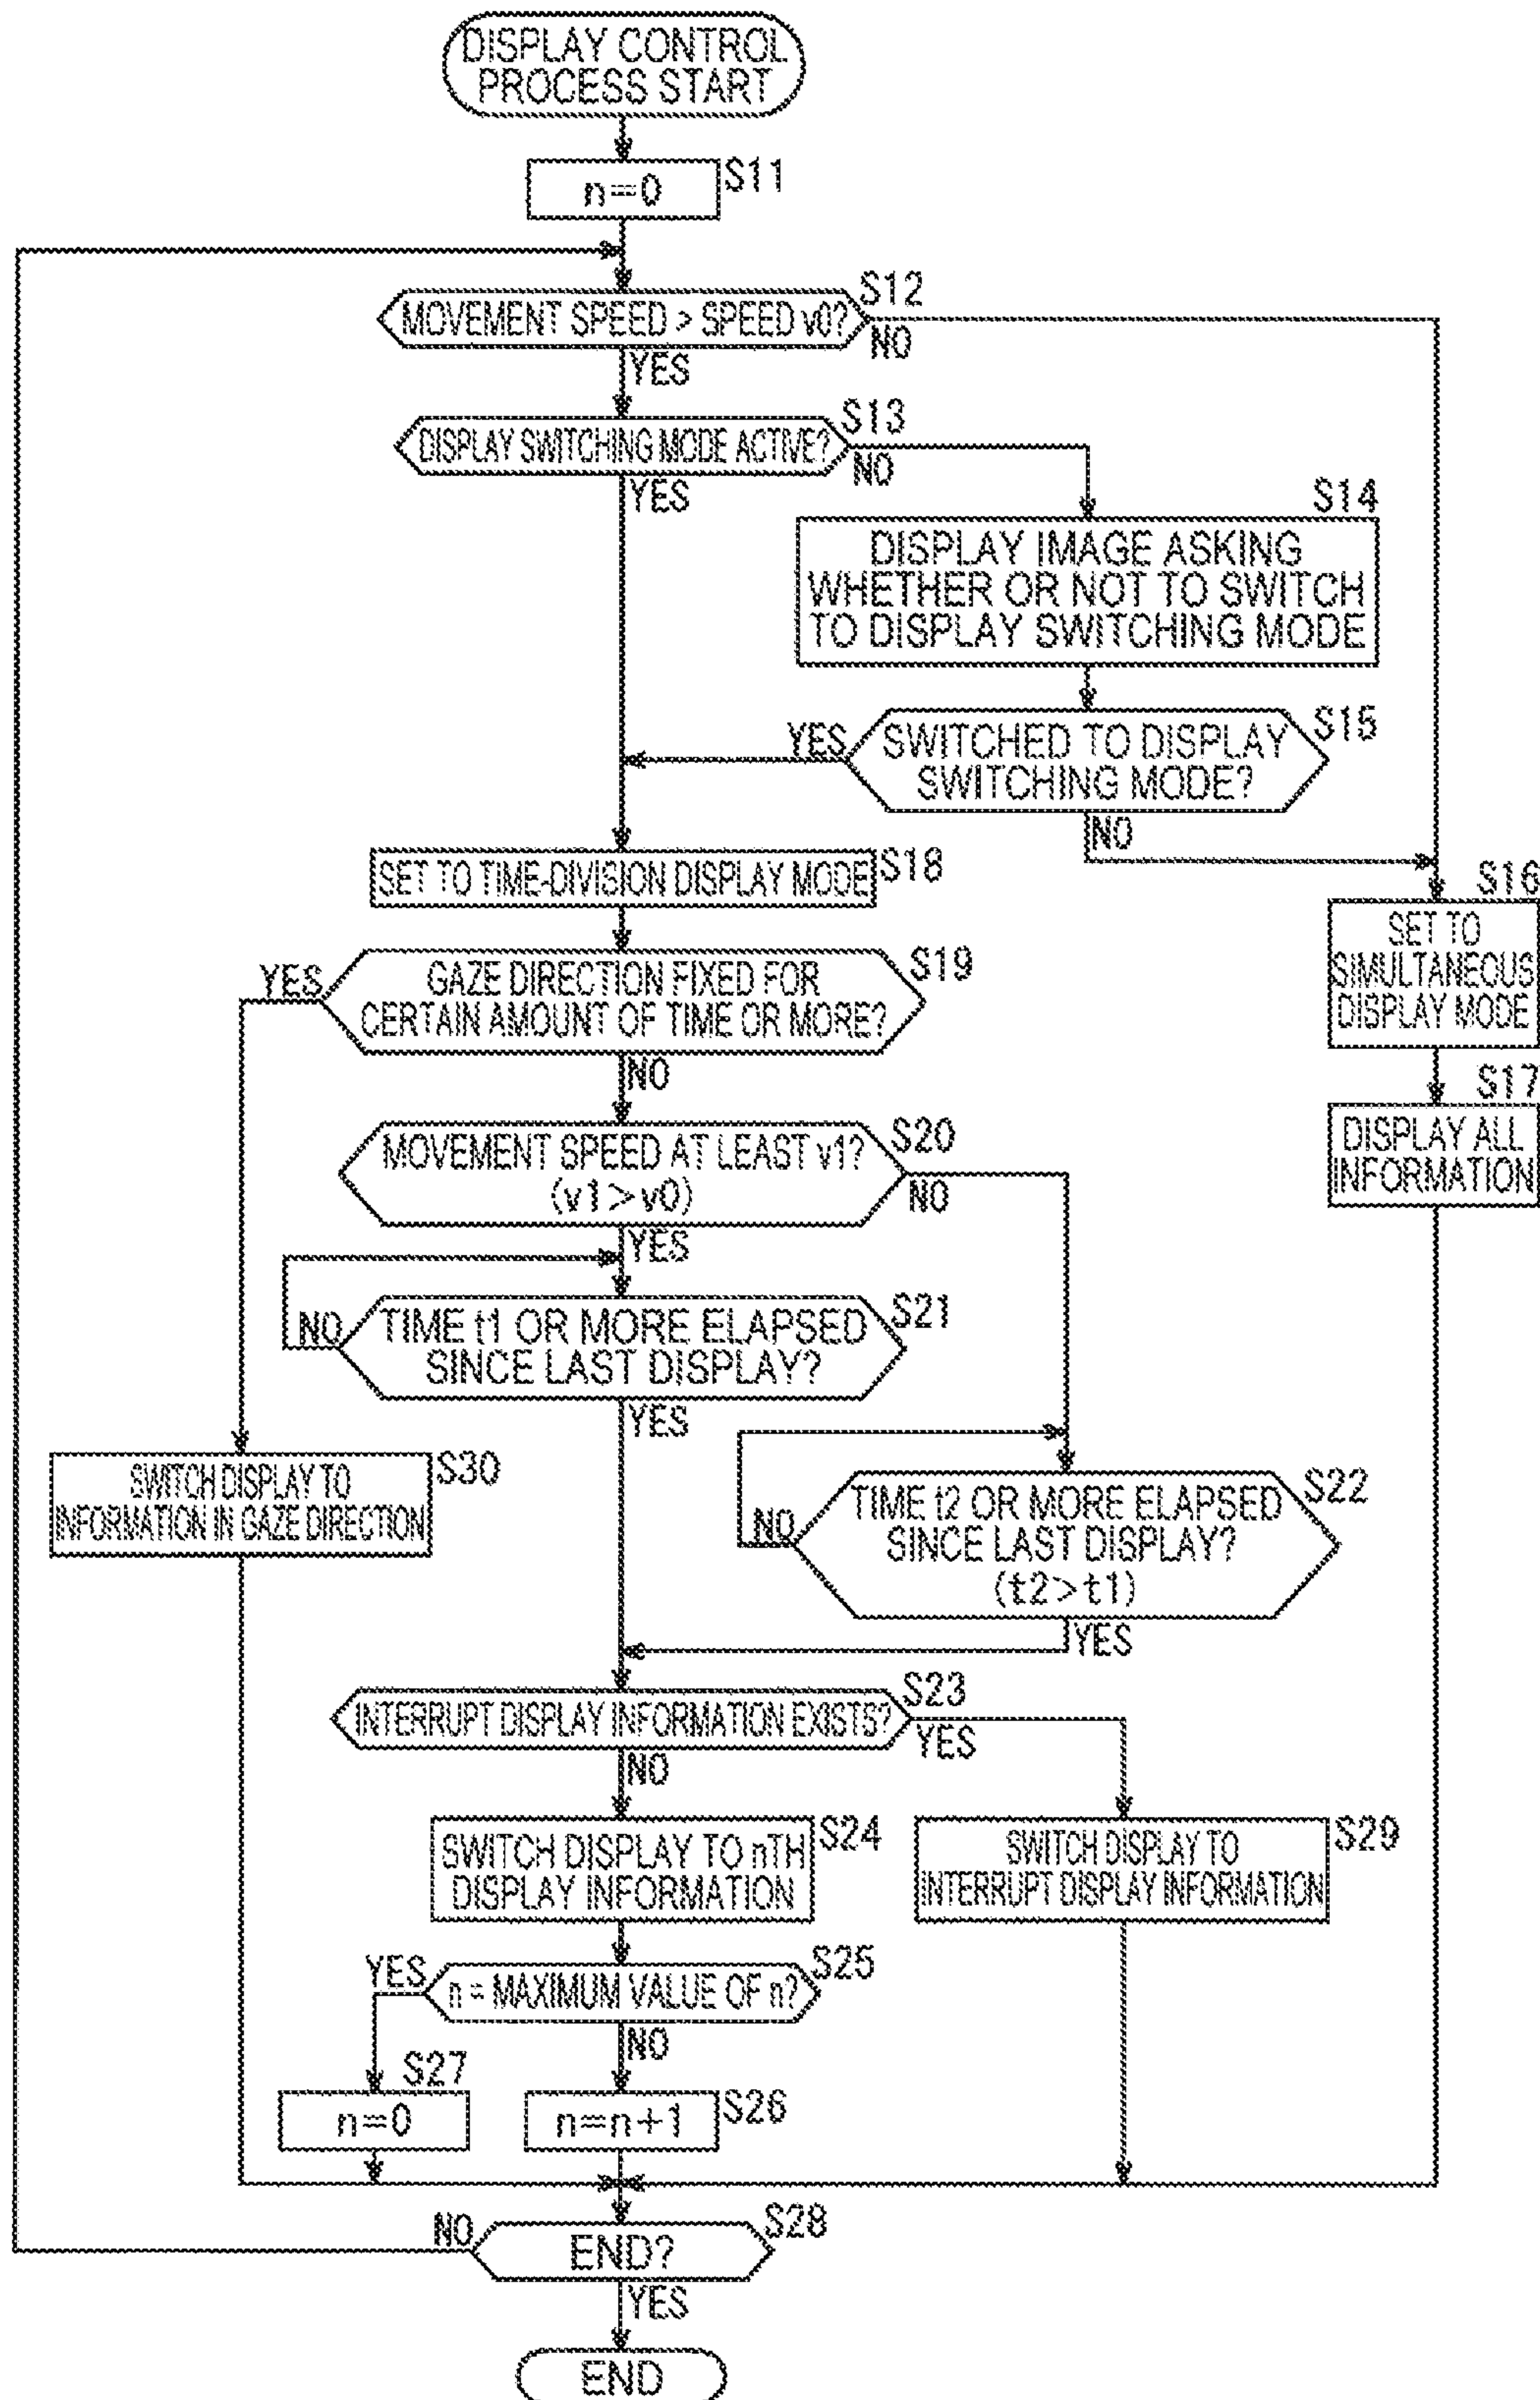 DISPLAY CONTROL
PROCESS START
S11
n=0
S12
MOVEMENT SPEED > SPEED v0?
NO
YES
S13
DISPLAY SWITCHING MODE ACTIVE?
NO
YES
S14
DISPLAY IMAGE ASKING
WHETHER OR NOT TO SWITCH
TO DISPLAY SWITCHING MODE
S15
YES
SWITCHED TO DISPLAY
SWITCHING MODE?
NO
S18
SET TO TIME-DIVISION DISPLAY MODE
S16
SET TO
SIMULTANEOUS
DISPLAY MODE
S19
YES
GAZE DIRECTION FIXED FOR
CERTAIN AMOUNT OF TIME OR MORE?
NO
S17
DISPLAY ALL
INFORMATION
S20
MOVEMENT SPEED AT LEAST v1?
(v1>v0)
NO
YES
S21
NO
TIME t1 OR MORE ELAPSED
SINCE LAST DISPLAY?
YES
S30
SWITCH DISPLAY TO
INFORMATION IN GAZE DIRECTION
S22
NO
TIME t2 OR MORE ELAPSED
SINCE LAST DISPLAY?
(t2>t1)
YES
S23
INTERRUPT DISPLAY INFORMATION EXISTS?
YES
NO
S24
SWITCH DISPLAY TO nTH
DISPLAY INFORMATION
S29
SWITCH DISPLAY TO
INTERRUPT DISPLAY INFORMATION
S25
YES
n = MAXIMUM VALUE OF n?
NO
S27
n=0
S26
n=n+1
S28
NO
END?
YES
END